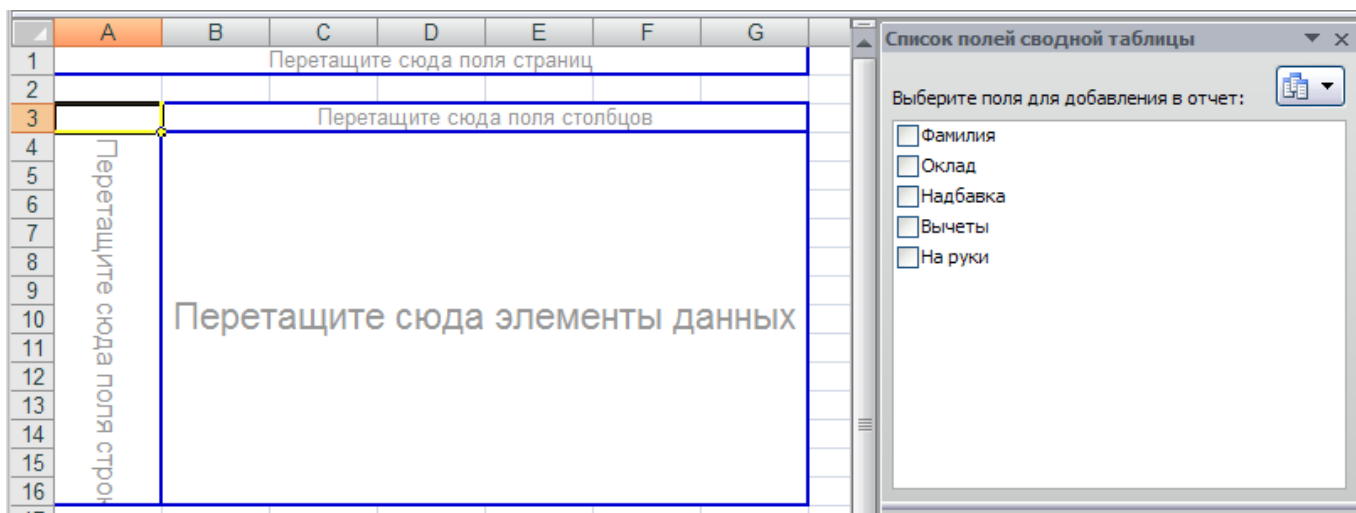 A B C D E F G
Список полей сводной таблицы
1 Перетащите сюда поля страниц
2
Выберите поля для добавления в отчет:
3 Перетащите сюда поля столбцов
4
Фамилия
5
Оклад
6
Надбавка
7
Вычеты
8
На руки
9
10 Перетащите сюда элементы данных
11
12
13
14
15
16
Перетащите сюда поля строк